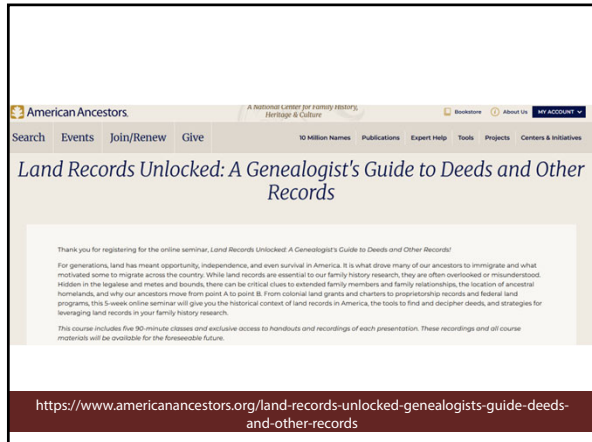 American Ancestors.
A National Center for Family History,
Heritage & Culture
Bookstore
About Us
MY ACCOUNT
Search Events Join/Renew Give
10 Million Names Publications Expert Help Tools Projects Centers & Initiatives
Land Records Unlocked: A Genealogist's Guide to Deeds and Other
Records
Thank you for registering for the online seminar, Land Records Unlocked: A Genealogist's Guide to Deeds and Other Records!
For generations, land has meant opportunity, independence, and even survival in America. It is what drove many of our ancestors to immigrate and what
motivated some to migrate across the country. While land records are essential to our family history research, they are often overlooked or misunderstood.
Hidden in the legalese and metes and bounds, there can be critical clues to extended family members and family relationships, the location of ancestral
homelands, and why our ancestors move from point A to point B. From colonial land grants and charters to proprietorship records and federal land
programs, this 5-week online seminar will give you the historical context of land records in America, the tools to find and decipher deeds, and strategies for
leveraging land records in your family history research.
This course includes five 90-minute classes and exclusive access to handouts and recordings of each presentation. These recordings and all course
materials will be available for the foreseeable future.
https://www.americanancestors.org/land-records-unlocked-genealogists-guide-deeds-
and-other-records